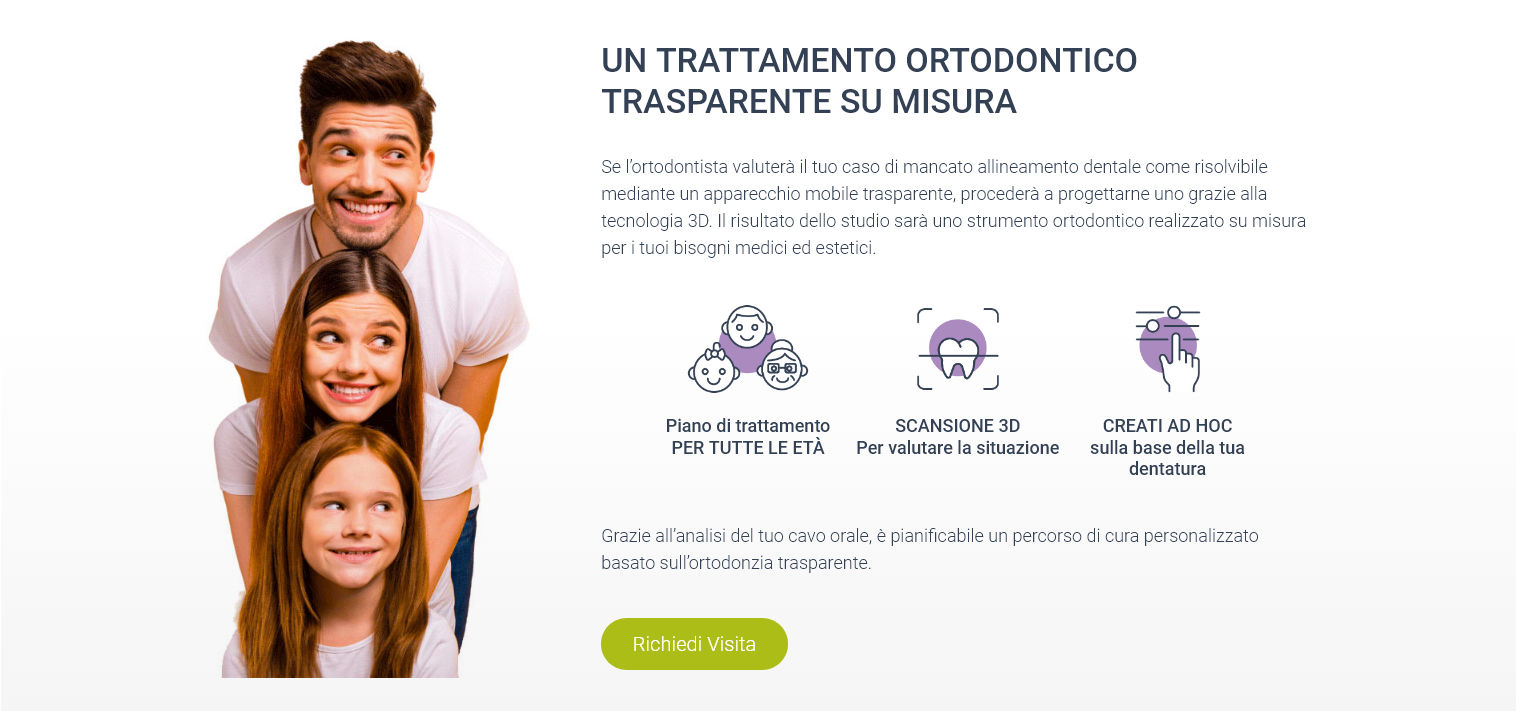 UN TRATTAMENTO ORTODONTICO
TRASPARENTE SU MISURA
Se l’ortodontista valuterà il tuo caso di mancato allineamento dentale come risolvibile
mediante un apparecchio mobile trasparente, procederà a progettarne uno grazie alla
tecnologia 3D. Il risultato dello studio sarà uno strumento ortodontico realizzato su misura
per i tuoi bisogni medici ed estetici.
Piano di trattamento
PER TUTTE LE ETÀ
SCANSIONE 3D
Per valutare la situazione
CREATI AD HOC
sulla base della tua
dentatura
Grazie all’analisi del tuo cavo orale, è pianificabile un percorso di cura personalizzato
basato sull’ortodonzia trasparente.
Richiedi Visita